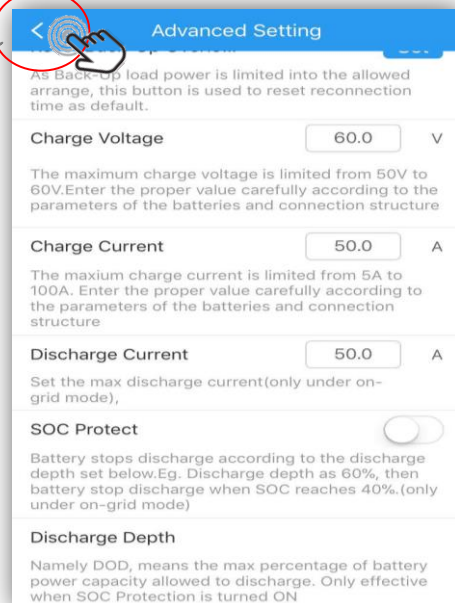 Advanced Setting
As Back-Up load power is limited into the allowed
arrange, this button is used to reset reconnection
time as default.
Charge Voltage 60.0 V
The maximum charge voltage is limited from 50V to
60V.Enter the proper value carefully according to the
parameters of the batteries and connection structure
Charge Current 50.0 A
The maxium charge current is limited from 5A to
100A. Enter the proper value carefully according to
the parameters of the batteries and connection
structure
Discharge Current 50.0 A
Set the max discharge current(only under on-
grid mode),
SOC Protect
Battery stops discharge according to the discharge
depth set below.Eg. Discharge depth as 60%, then
battery stop discharge when SOC reaches 40%.(only
under on-grid mode)
Discharge Depth
Namely DOD, means the max percentage of battery
power capacity allowed to discharge. Only effective
when SOC Protection is turned ON